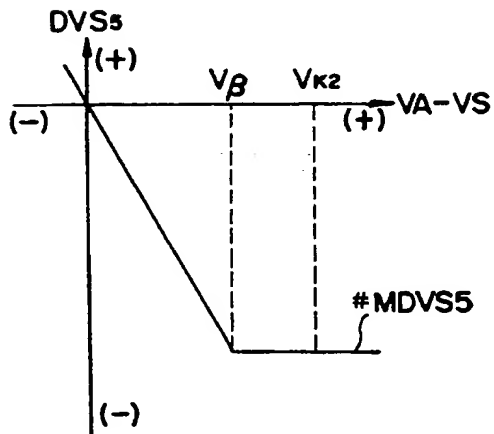 DVS5
(+)
Vβ
VK2
VA-VS
(-)
(+)
#MDVS5
(-)